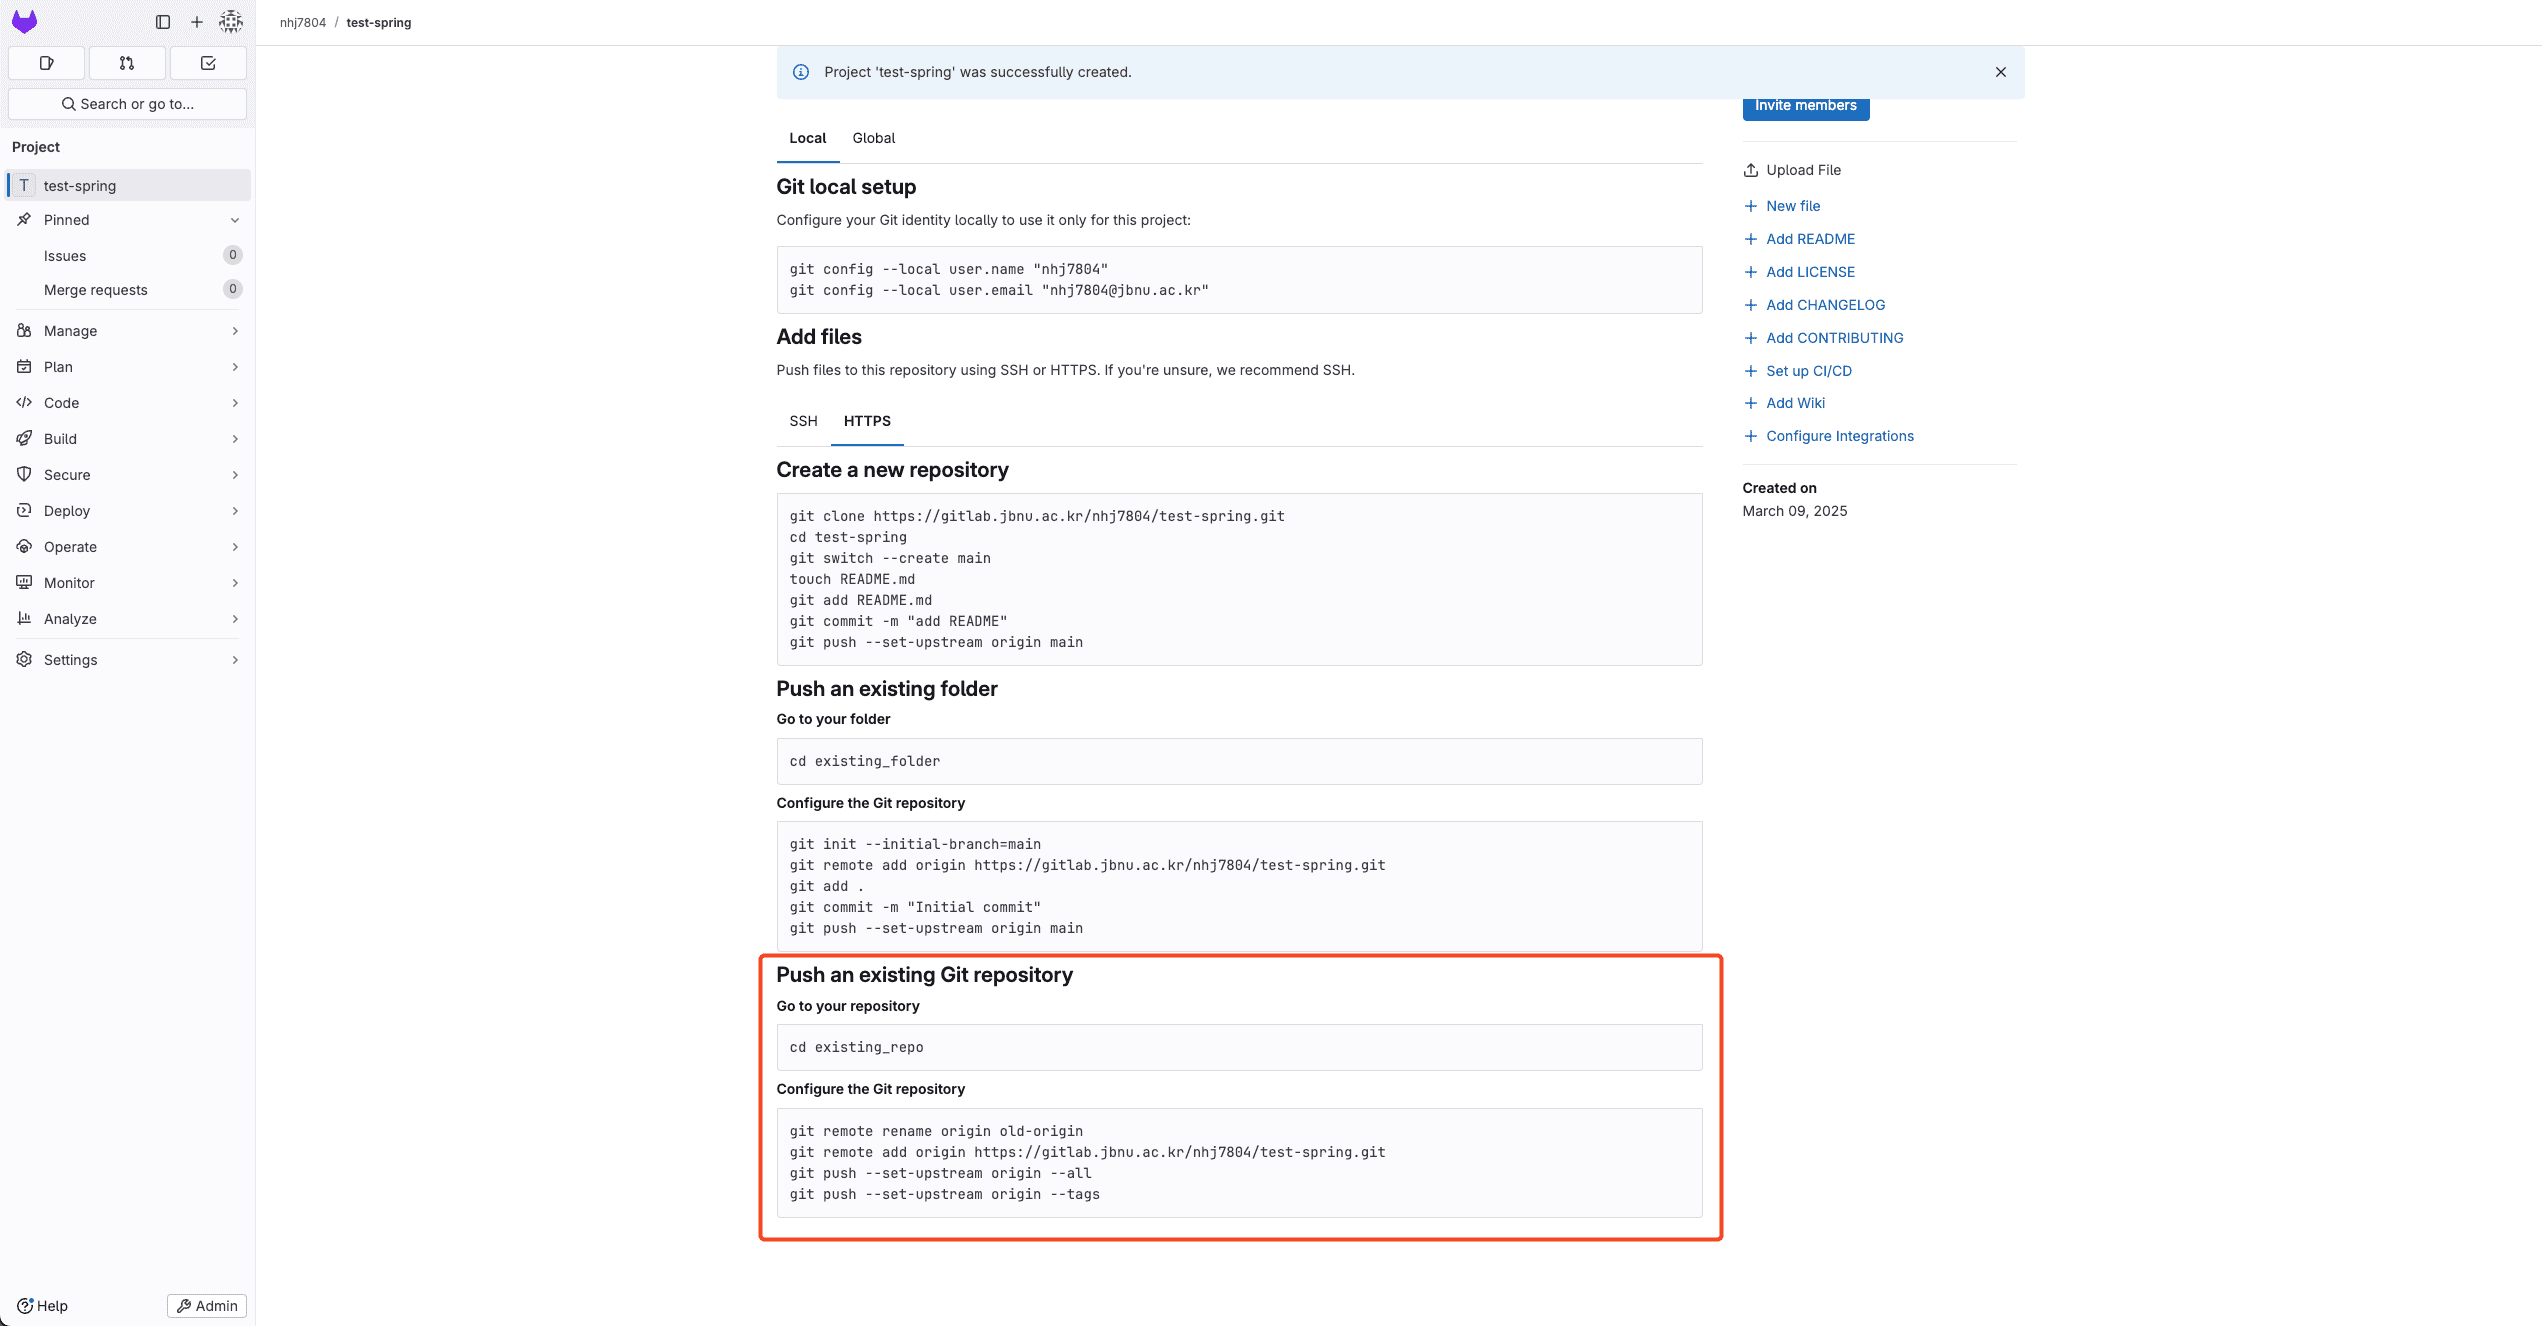 nhj7804 / test-spring
Search or go to...
Project
T test-spring
Pinned
Issues 0
Merge requests 0
Manage
Plan
Code
Build
Secure
Deploy
Operate
Monitor
Analyze
Settings
Help
Admin
Project 'test-spring' was successfully created.
Local Global
Git local setup
Configure your Git identity locally to use it only for this project:
git config --local user.name "nhj7804"
git config --local user.email "nhj7804@jbnu.ac.kr"
Add files
Push files to this repository using SSH or HTTPS. If you're unsure, we recommend SSH.
SSH HTTPS
Create a new repository
git clone https://gitlab.jbnu.ac.kr/nhj7804/test-spring.git
cd test-spring
git switch --create main
touch README.md
git add README.md
git commit -m "add README"
git push --set-upstream origin main
Push an existing folder
Go to your folder
cd existing_folder
Configure the Git repository
git init --initial-branch=main
git remote add origin https://gitlab.jbnu.ac.kr/nhj7804/test-spring.git
git add .
git commit -m "Initial commit"
git push --set-upstream origin main
Push an existing Git repository
Go to your repository
cd existing_repo
Configure the Git repository
git remote rename origin old-origin
git remote add origin https://gitlab.jbnu.ac.kr/nhj7804/test-spring.git
git push --set-upstream origin --all
git push --set-upstream origin --tags
Invite members
Upload File
New file
Add README
Add LICENSE
Add CHANGELOG
Add CONTRIBUTING
Set up CI/CD
Add Wiki
Configure Integrations
Created on
March 09, 2025